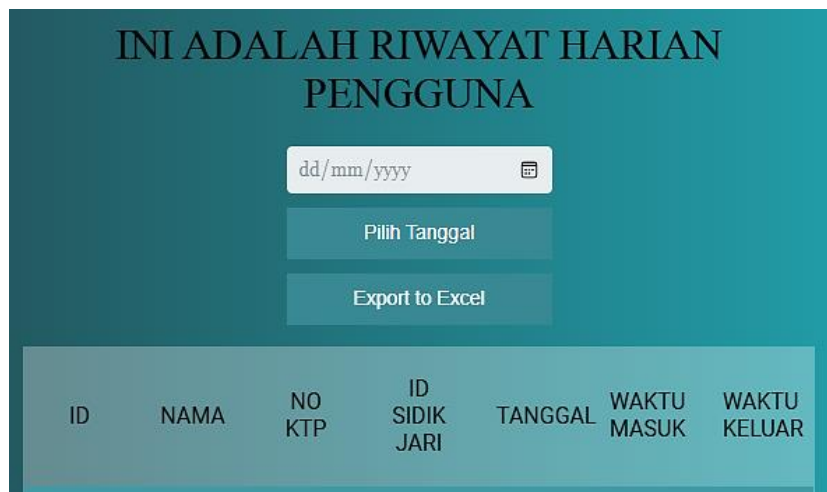 INI ADALAH RIWAYAT HARIAN
PENGGUNA
dd/mm/yyyy
Pilih Tanggal
Export to Excel
ID
NAMA
NO
KTP
ID
SIDIK
JARI
TANGGAL
WAKTU
MASUK
WAKTU
KELUAR